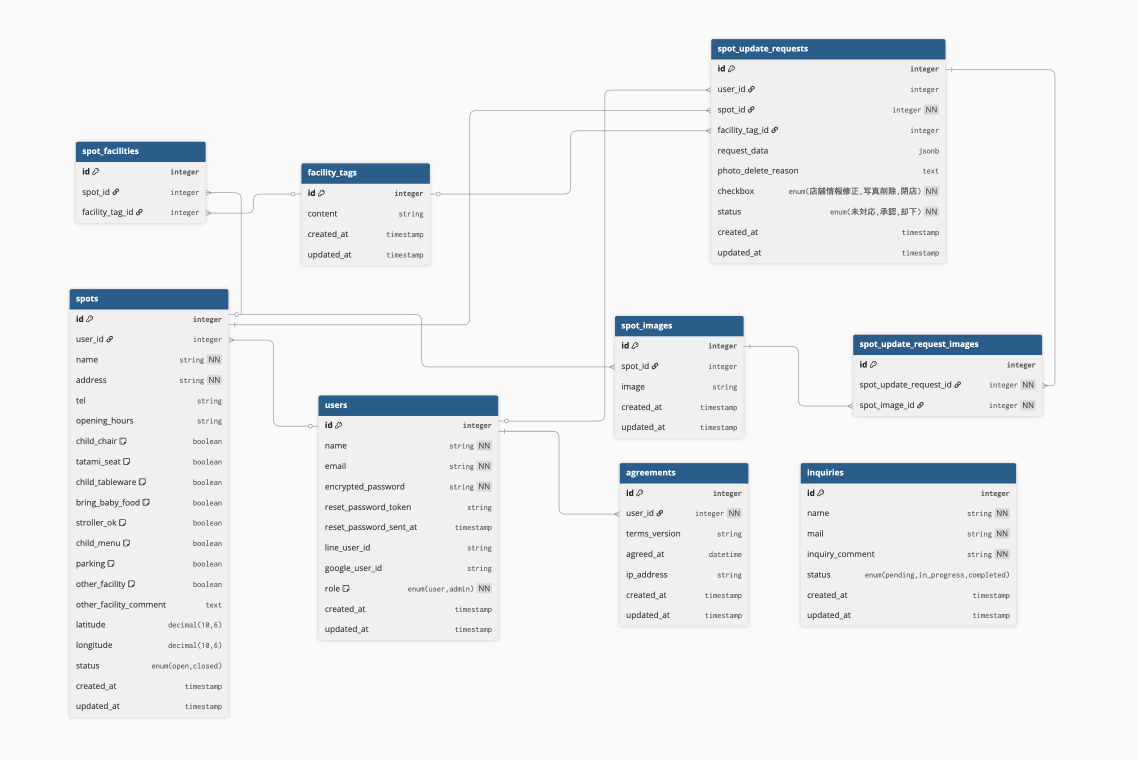 spot_update_requests
id integer
user_id integer
spot_id integer NN
facility_tag_id integer
request_data jsonb
photo_delete_reason text
checkbox enum(店舗情報修正,写真削除,閉店) NN
status enum(未対応,承認,却下) NN
created_at timestamp
updated_at timestamp
spot_facilities
id integer
spot_id integer
facility_tag_id integer
facility_tags
id integer
content string
created_at timestamp
updated_at timestamp
spots
id integer
user_id integer
name string NN
address string NN
tel string
opening_hours string
child_chair boolean
tatami_seat boolean
child_tableware boolean
bring_baby_food boolean
stroller_ok boolean
child_menu boolean
parking boolean
other_facility boolean
other_facility_comment text
latitude decimal(10,6)
longitude decimal(10,6)
status enum(open,closed)
created_at timestamp
updated_at timestamp
spot_images
id integer
spot_id integer
image string
created_at timestamp
updated_at timestamp
spot_update_request_images
id integer
spot_update_request_id integer NN
spot_image_id integer NN
users
id integer
name string NN
email string NN
encrypted_password string NN
reset_password_token string
reset_password_sent_at timestamp
line_user_id string
google_user_id string
role enum(user,admin) NN
created_at timestamp
updated_at timestamp
agreements
id integer
user_id integer NN
terms_version string
agreed_at datetime
ip_address string
created_at timestamp
updated_at timestamp
inquiries
id integer
name string NN
mail string NN
inquiry_comment string NN
status enum(pending,in_progress,completed)
created_at timestamp
updated_at timestamp